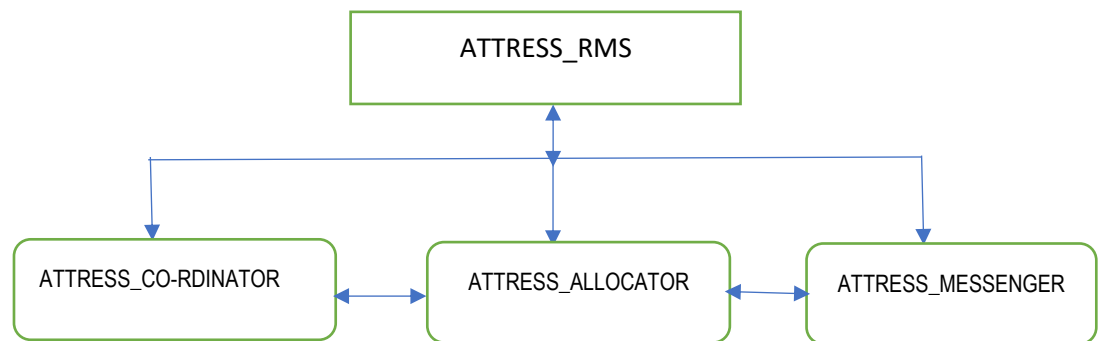 ATTRESS_RMS
ATTRESS_CO-RDINATOR
ATTRESS_ALLOCATOR
ATTRESS_MESSENGER